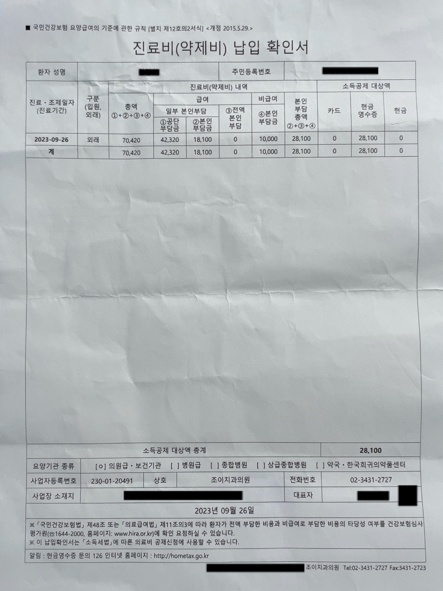 ■ 국민건강보험 요양급여의 기준에 관한 규칙 [별지 제12호의2서식] <개정 2015.5.29.>
진료비(약제비) 납입 확인서
환자 성명 주민등록번호
진료·조제일자 (진료기간) 구분 (입원, 외래) 진료비(약제비) 내역 소득공제 대상액
총액 ①+②+③+④ 급여 비급여 본인 부담 총액 ②+③+④ 카드 현금 영수증 현금
일부 본인부담 ③전액 본인 부담 ④본인 부담금
①공단 부담금 ②본인 부담금
2023-09-26 외래 70,420 42,320 18,100 0 10,000 28,100 0 28,100 0
계 70,420 42,320 18,100 0 10,000 28,100 0 28,100 0
소득공제 대상액 총계 28,100
요양기관 종류 [o] 의원급·보건기관 [ ] 병원급 [ ] 종합병원 [ ] 상급종합병원 [ ] 약국·한국희귀의약품센터
사업자등록번호 230-01-20491 상호 조이치과의원 전화번호 02-3431-2727
사업장 소재지 대표자
2023년 09월 26일
※「국민건강보험법」제48조 또는「의료급여법」제11조의3에 따라 환자가 전액 부담한 비용과 비급여로 부담한 비용의 타당성 여부를 건강보험심사
평가원(☎1644-2000, 홈페이지: www.hira.or.kr)에 확인 요청하실 수 있습니다.
※ 이 납입확인서는「소득세법」에 따른 의료비 공제신청에 사용할 수 있습니다.
알림 : 현금영수증 문의 126 인터넷 홈페이지 : http://hometax.go.kr
조이치과의원 Tel:02-3431-2727 Fax:02-3431-2723